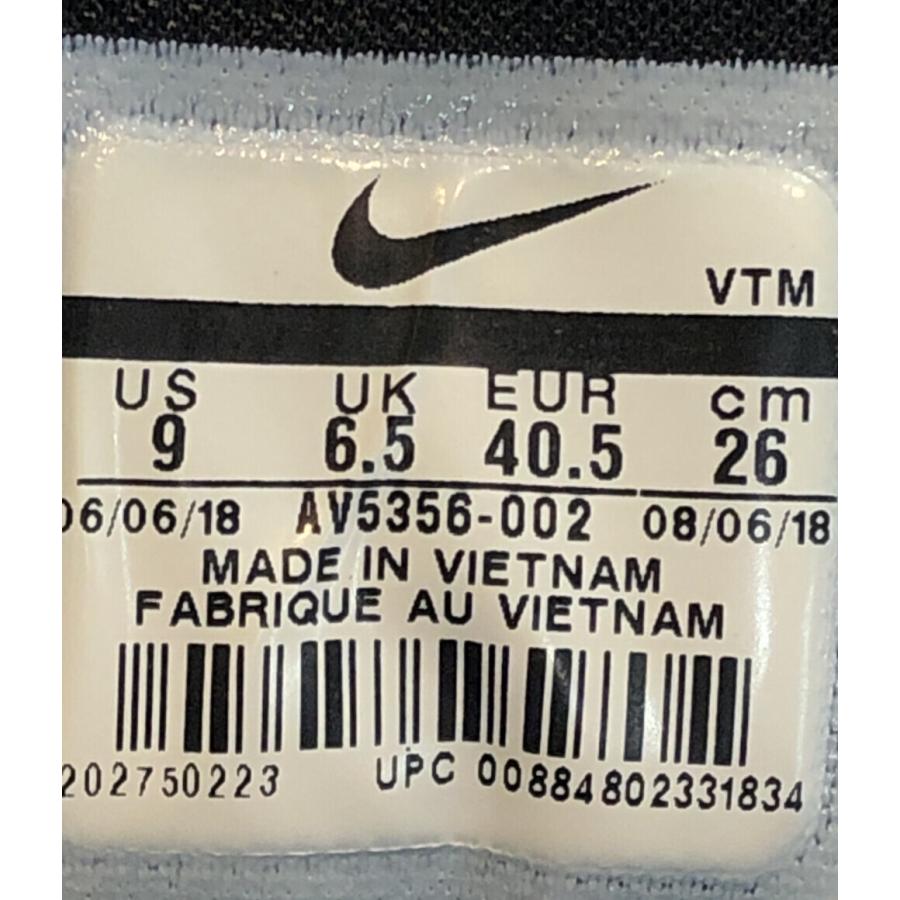 VTM
US UK EUR cm
9 6.5 40.5 26
06/06/18 AV5356-002 08/06/18
MADE IN VIETNAM
FABRIQUE AU VIETNAM
202750223 UPC 00884802331834